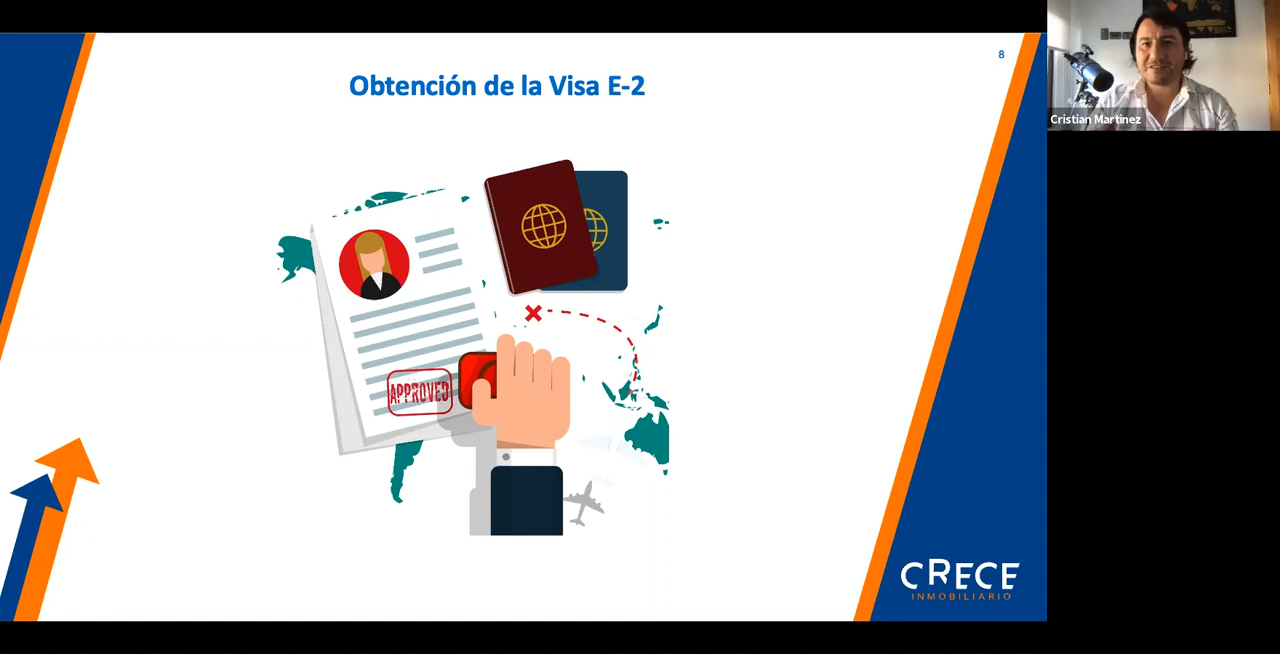 8
Obtención de la Visa E-2
Cristian Martínez
APPROVED
CRECE
INMOBILIARIO